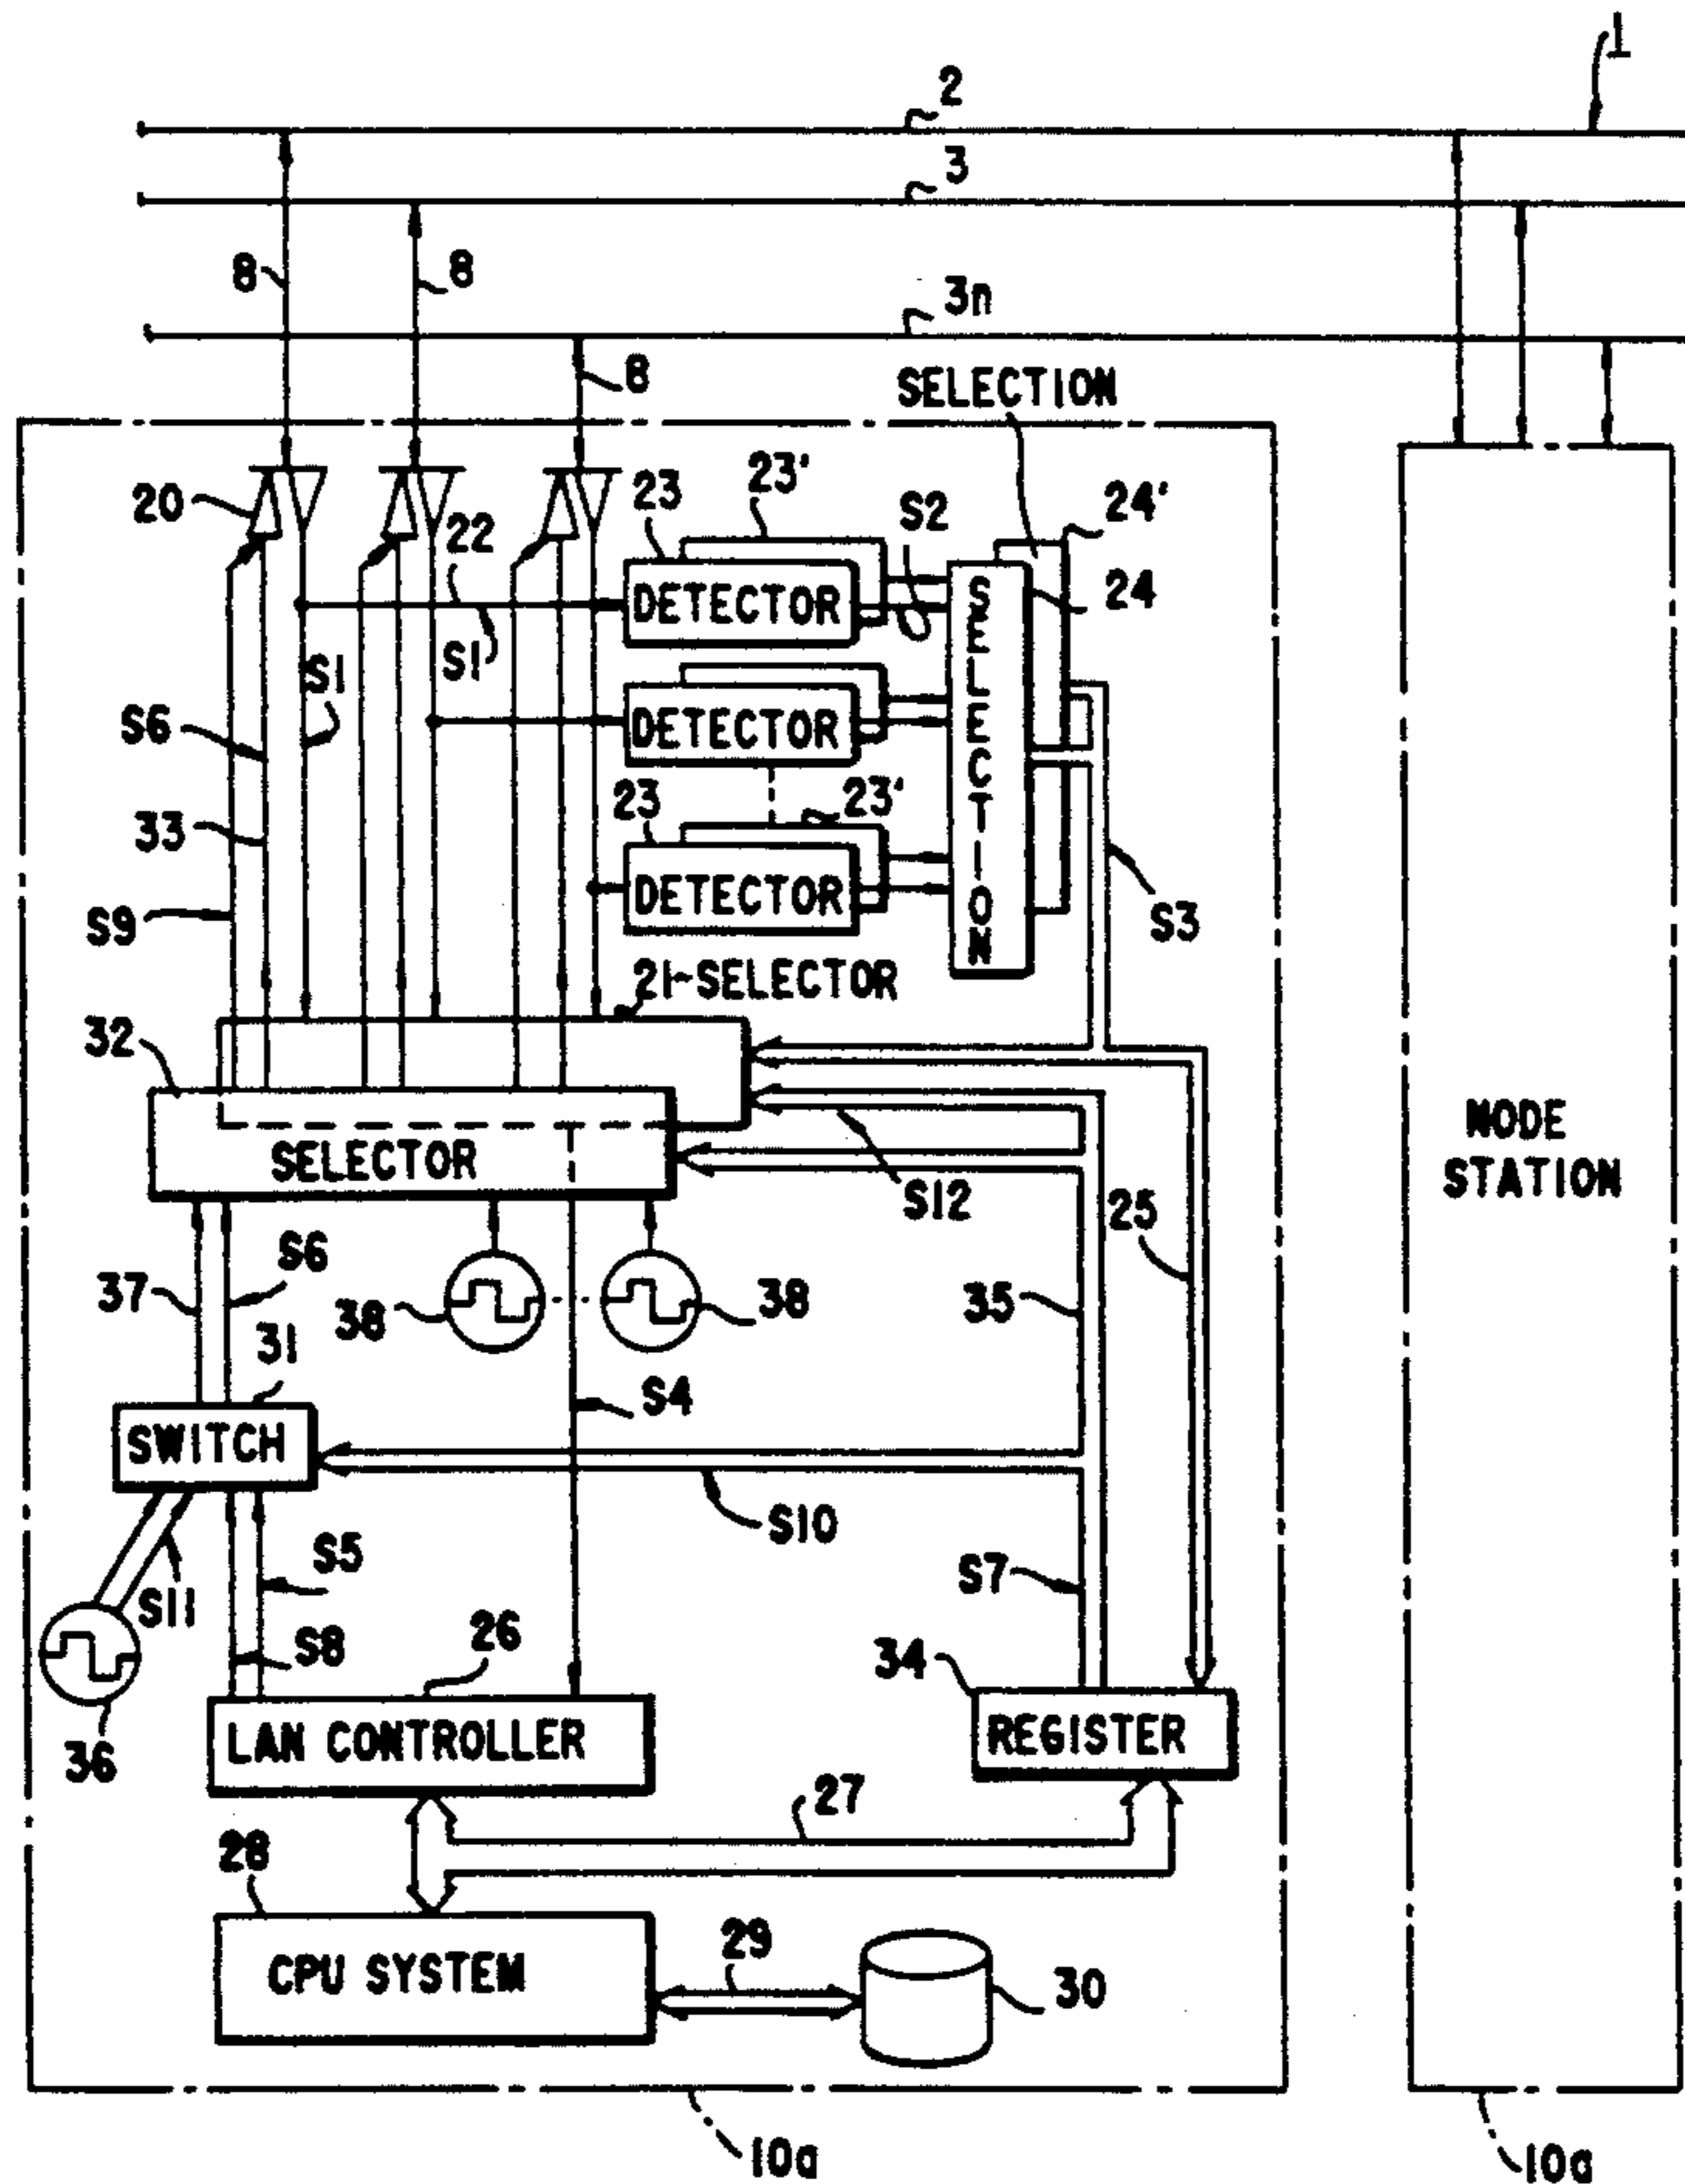 1
2
3
8
8
3n
8
SELECTION
20
22
23
23'
S2
24'
24
DETECTOR
S1
S1
SELECTION
S6
DETECTOR
33
23
23'
S9
DETECTOR
S3
21~SELECTOR
32
SELECTOR
S12
25
NODE
STATION
37
S6
38
38
35
31
S4
SWITCH
S10
S11
S5
S7
S8
26
34
36
LAN CONTROLLER
REGISTER
27
28
CPU SYSTEM
29
30
10a
10a